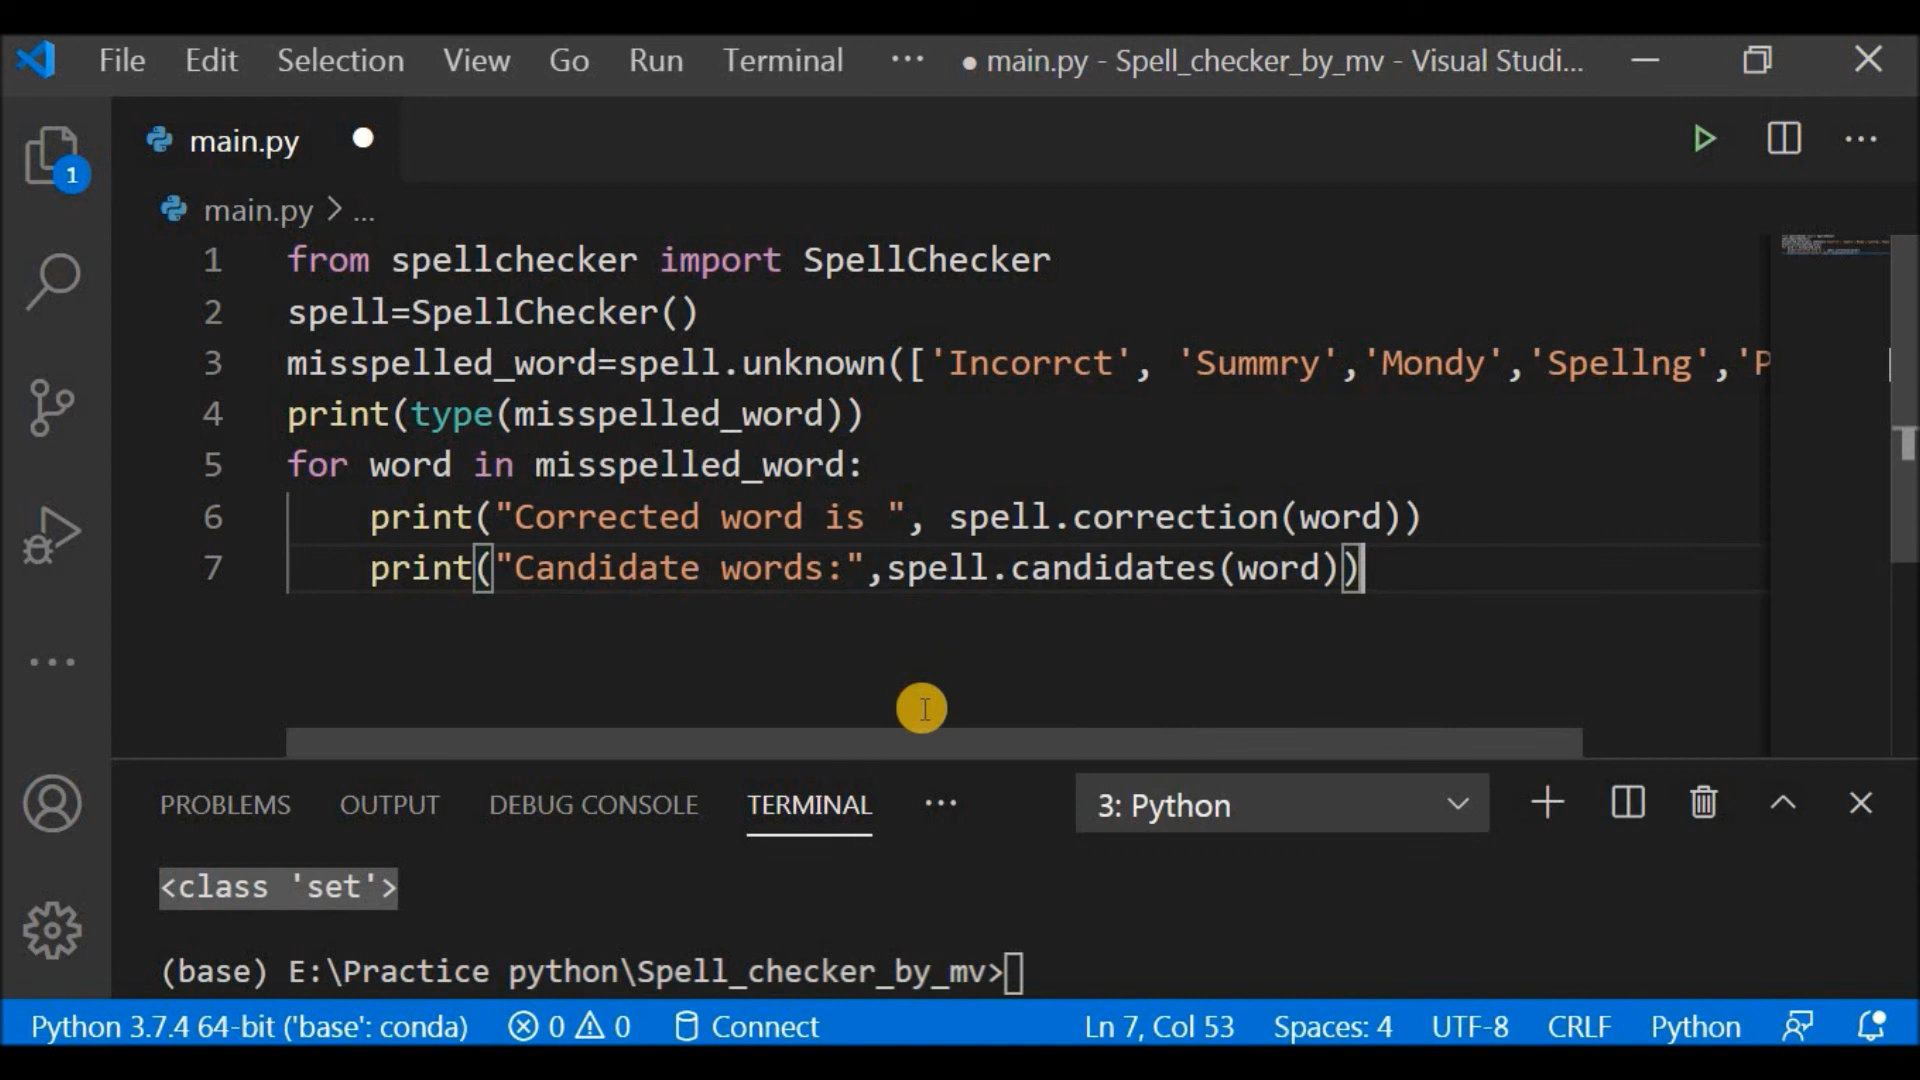 File Edit Selection View Go Run Terminal ··· ● main.py - Spell_checker_by_mv - Visual Studi...
1
main.py
main.py > ...
1 from spellchecker import SpellChecker
2 spell=SpellChecker()
3 misspelled_word=spell.unknown(['Incorrct', 'Summry','Mondy','Spellng','P
4 print(type(misspelled_word))
5 for word in misspelled_word:
6 print("Corrected word is ", spell.correction(word))
7 print("Candidate words:",spell.candidates(word))
PROBLEMS OUTPUT DEBUG CONSOLE TERMINAL ··· 3: Python
<class 'set'>
(base) E:\Practice python\Spell_checker_by_mv>
Python 3.7.4 64-bit ('base': conda) 0 0 Connect Ln 7, Col 53 Spaces: 4 UTF-8 CRLF Python